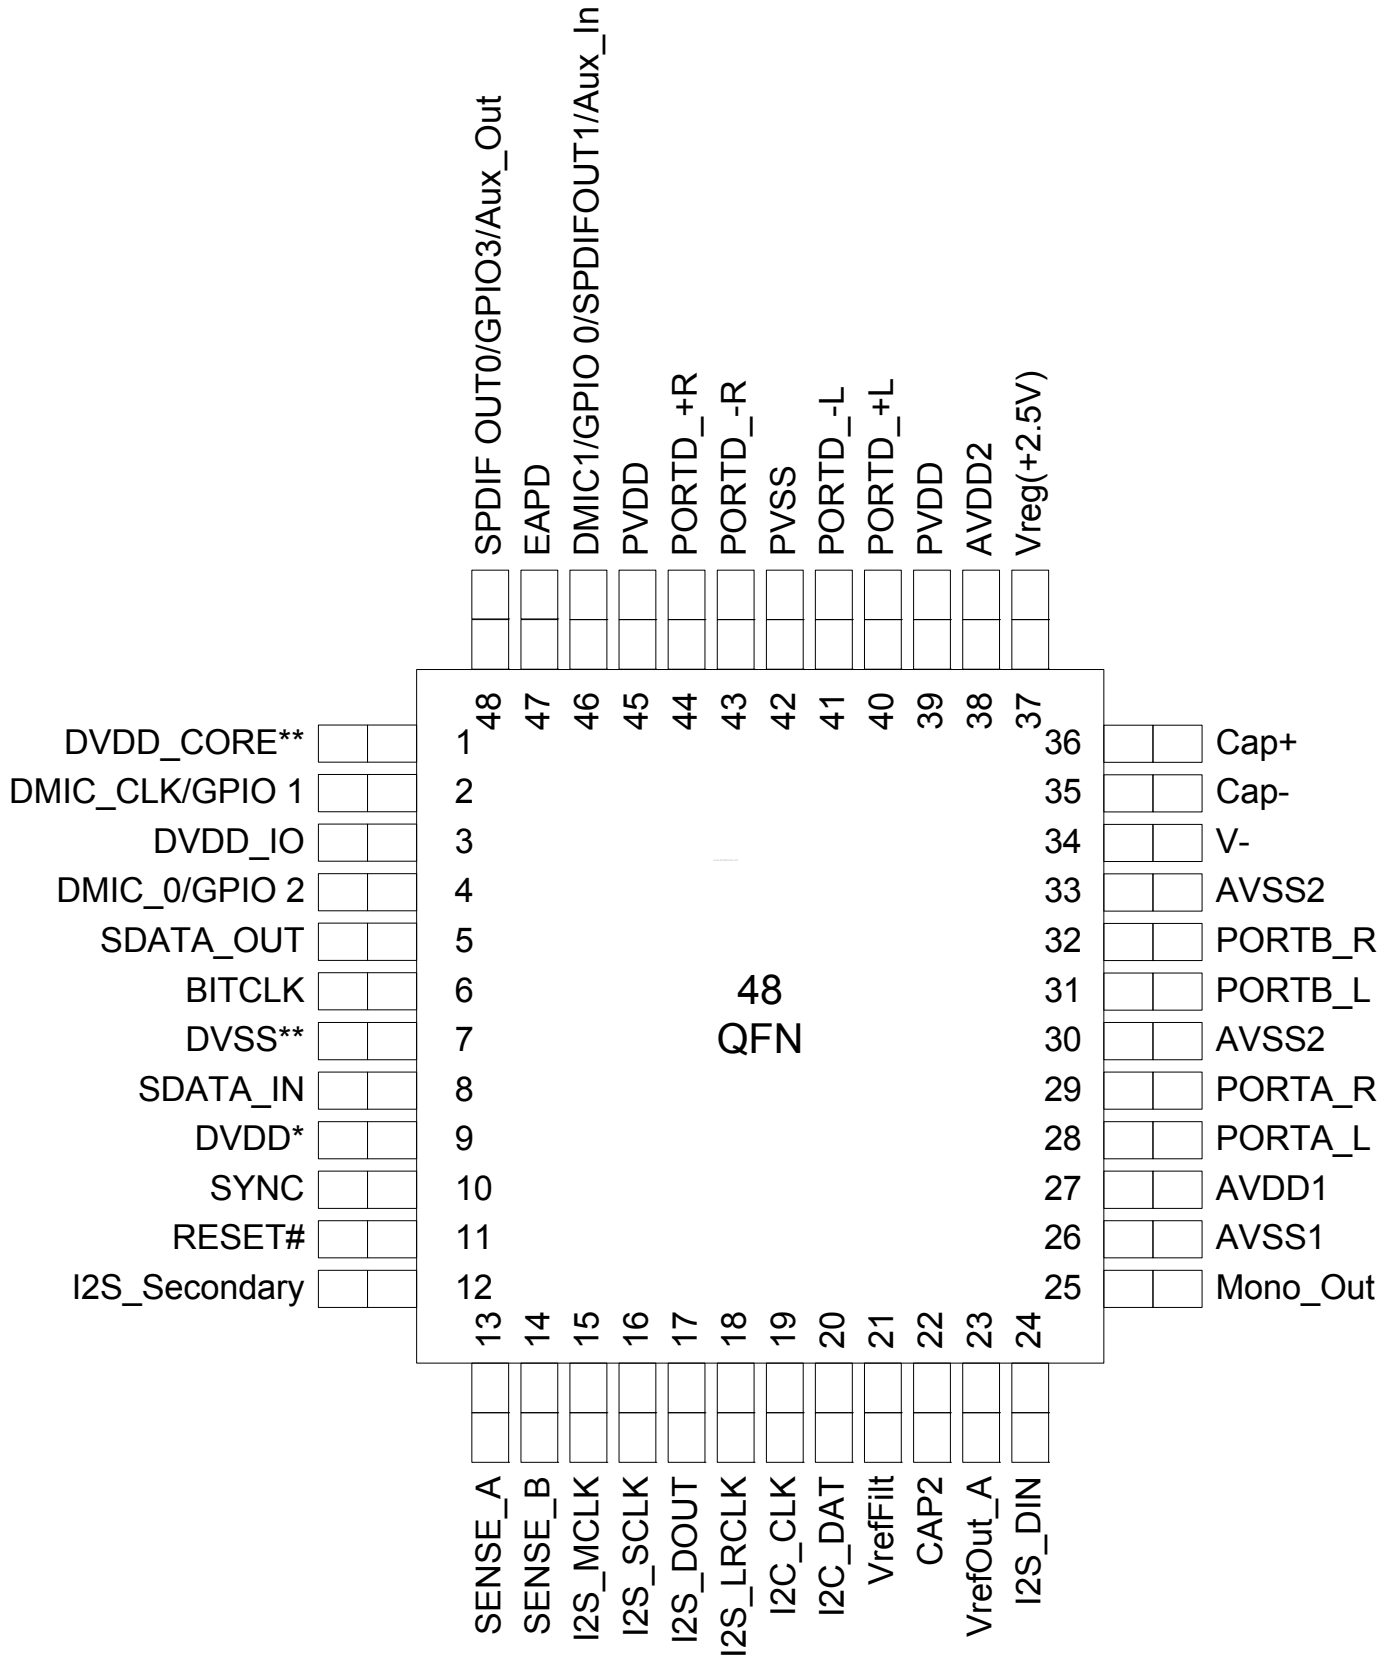 SPDIF OUT0/GPIO3/Aux_Out
EAPD
DMIC1/GPIO 0/SPDIFOUT1/Aux_In
PVDD
PORTD_+R
PORTD_-R
PVSS
PORTD_-L
PORTD_+L
PVDD
AVDD2
Vreg(+2.5V)
48
47
46
45
44
43
42
41
40
39
38
37
DVDD_CORE**
1
DMIC_CLK/GPIO 1
2
DVDD_IO
3
DMIC_0/GPIO 2
4
SDATA_OUT
5
BITCLK
6
DVSS**
7
SDATA_IN
8
DVDD*
9
SYNC
10
RESET#
11
I2S_Secondary
12
48
QFN
36
Cap+
35
Cap-
34
V-
33
AVSS2
32
PORTB_R
31
PORTB_L
30
AVSS2
29
PORTA_R
28
PORTA_L
27
AVDD1
26
AVSS1
25
Mono_Out
13
14
15
16
17
18
19
20
21
22
23
24
SENSE_A
SENSE_B
I2S_MCLK
I2S_SCLK
I2S_DOUT
I2S_LRCLK
I2C_CLK
I2C_DAT
VrefFilt
CAP2
VrefOut_A
I2S_DIN